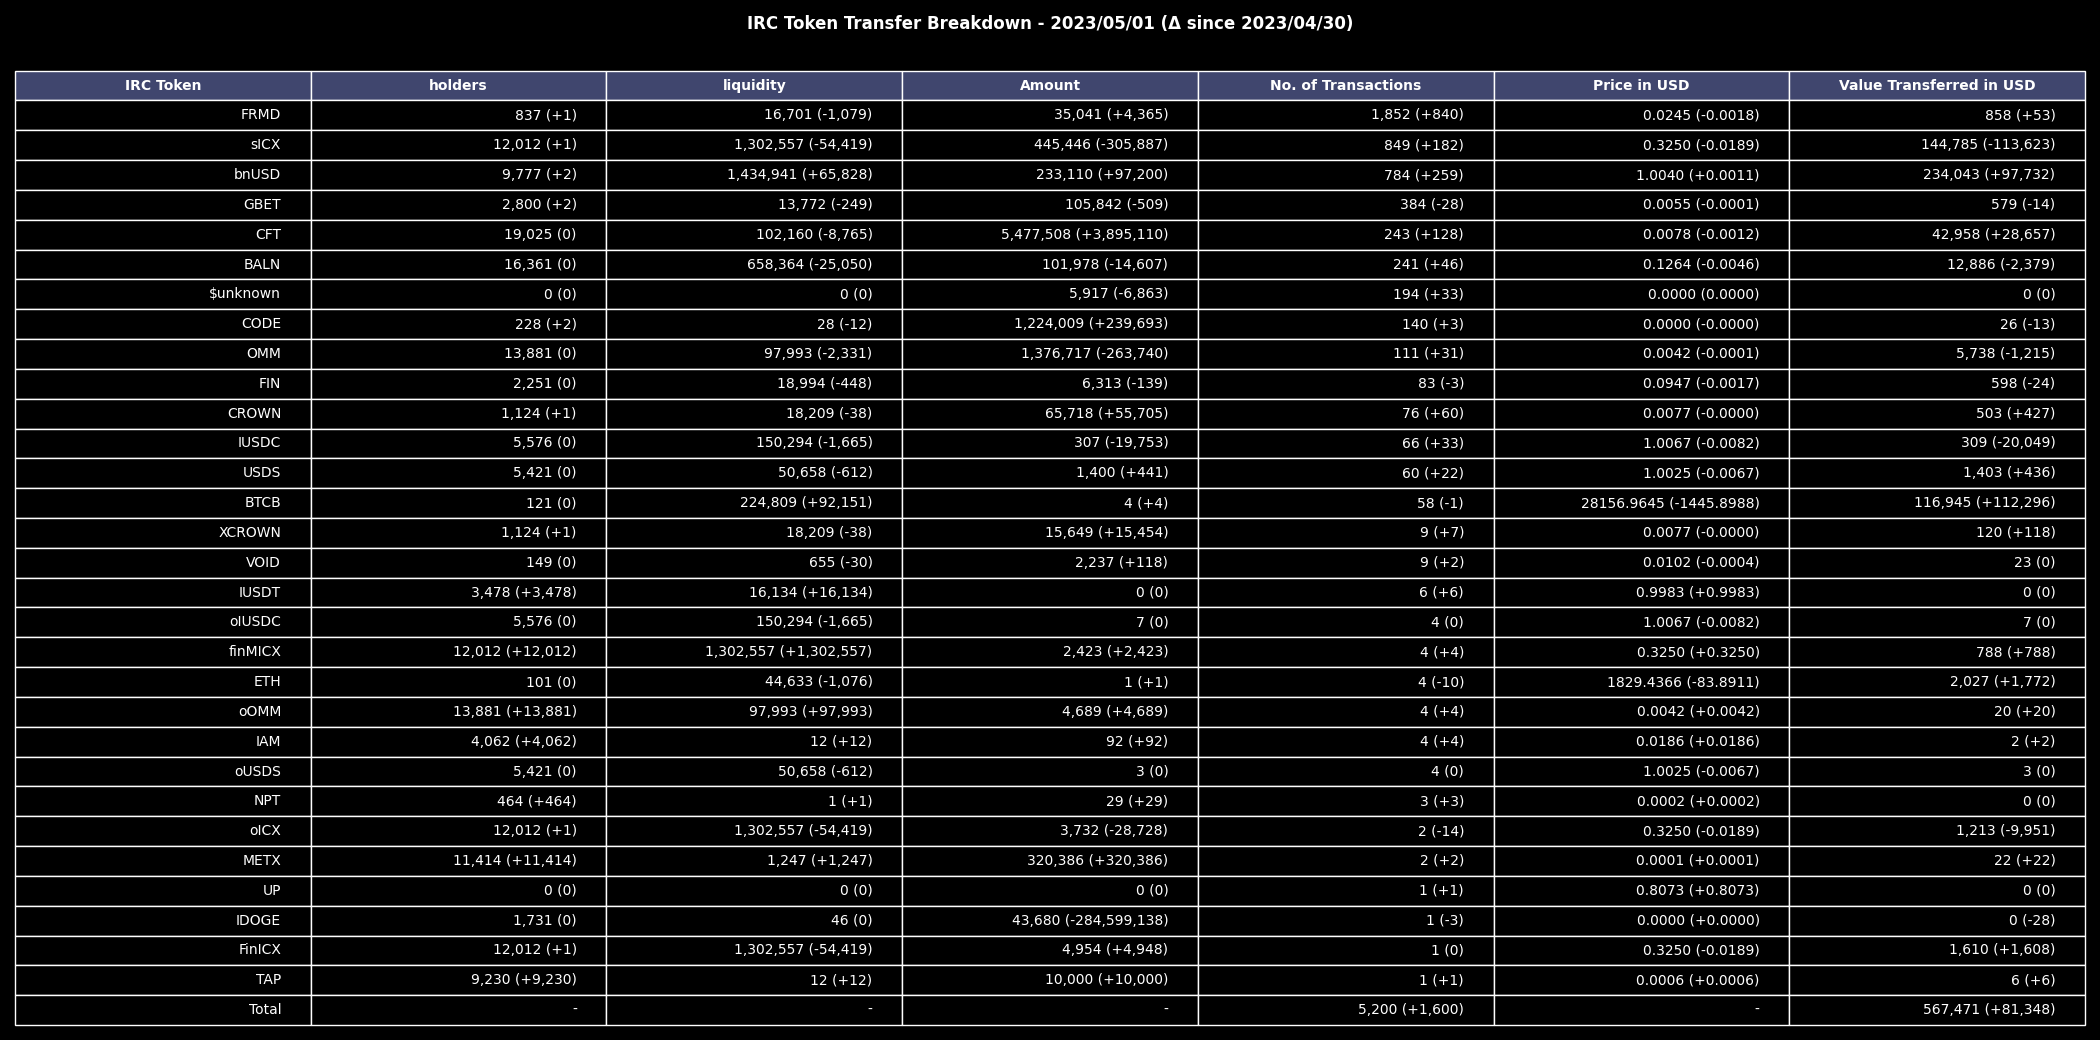 IRC Token Transfer Breakdown - 2023/05/01 (Δ since 2023/04/30)
IRC Token holders liquidity Amount No. of Transactions Price in USD Value Transferred in USD
FRMD 837 (+1) 16,701 (-1,079) 35,041 (+4,365) 1,852 (+840) 0.0245 (-0.0018) 858 (+53)
sICX 12,012 (+1) 1,302,557 (-54,419) 445,446 (-305,887) 849 (+182) 0.3250 (-0.0189) 144,785 (-113,623)
bnUSD 9,777 (+2) 1,434,941 (+65,828) 233,110 (+97,200) 784 (+259) 1.0040 (+0.0011) 234,043 (+97,732)
GBET 2,800 (+2) 13,772 (-249) 105,842 (-509) 384 (-28) 0.0055 (-0.0001) 579 (-14)
CFT 19,025 (0) 102,160 (-8,765) 5,477,508 (+3,895,110) 243 (+128) 0.0078 (-0.0012) 42,958 (+28,657)
BALN 16,361 (0) 658,364 (-25,050) 101,978 (-14,607) 241 (+46) 0.1264 (-0.0046) 12,886 (-2,379)
$unknown 0 (0) 0 (0) 5,917 (-6,863) 194 (+33) 0.0000 (0.0000) 0 (0)
CODE 228 (+2) 28 (-12) 1,224,009 (+239,693) 140 (+3) 0.0000 (-0.0000) 26 (-13)
OMM 13,881 (0) 97,993 (-2,331) 1,376,717 (-263,740) 111 (+31) 0.0042 (-0.0001) 5,738 (-1,215)
FIN 2,251 (0) 18,994 (-448) 6,313 (-139) 83 (-3) 0.0947 (-0.0017) 598 (-24)
CROWN 1,124 (+1) 18,209 (-38) 65,718 (+55,705) 76 (+60) 0.0077 (-0.0000) 503 (+427)
IUSDC 5,576 (0) 150,294 (-1,665) 307 (-19,753) 66 (+33) 1.0067 (-0.0082) 309 (-20,049)
USDS 5,421 (0) 50,658 (-612) 1,400 (+441) 60 (+22) 1.0025 (-0.0067) 1,403 (+436)
BTCB 121 (0) 224,809 (+92,151) 4 (+4) 58 (-1) 28156.9645 (-1445.8988) 116,945 (+112,296)
XCROWN 1,124 (+1) 18,209 (-38) 15,649 (+15,454) 9 (+7) 0.0077 (-0.0000) 120 (+118)
VOID 149 (0) 655 (-30) 2,237 (+118) 9 (+2) 0.0102 (-0.0004) 23 (0)
IUSDT 3,478 (+3,478) 16,134 (+16,134) 0 (0) 6 (+6) 0.9983 (+0.9983) 0 (0)
oIUSDC 5,576 (0) 150,294 (-1,665) 7 (0) 4 (0) 1.0067 (-0.0082) 7 (0)
finMICX 12,012 (+12,012) 1,302,557 (+1,302,557) 2,423 (+2,423) 4 (+4) 0.3250 (+0.3250) 788 (+788)
ETH 101 (0) 44,633 (-1,076) 1 (+1) 4 (-10) 1829.4366 (-83.8911) 2,027 (+1,772)
oOMM 13,881 (+13,881) 97,993 (+97,993) 4,689 (+4,689) 4 (+4) 0.0042 (+0.0042) 20 (+20)
IAM 4,062 (+4,062) 12 (+12) 92 (+92) 4 (+4) 0.0186 (+0.0186) 2 (+2)
oUSDS 5,421 (0) 50,658 (-612) 3 (0) 4 (0) 1.0025 (-0.0067) 3 (0)
NPT 464 (+464) 1 (+1) 29 (+29) 3 (+3) 0.0002 (+0.0002) 0 (0)
oICX 12,012 (+1) 1,302,557 (-54,419) 3,732 (-28,728) 2 (-14) 0.3250 (-0.0189) 1,213 (-9,951)
METX 11,414 (+11,414) 1,247 (+1,247) 320,386 (+320,386) 2 (+2) 0.0001 (+0.0001) 22 (+22)
UP 0 (0) 0 (0) 0 (0) 1 (+1) 0.8073 (+0.8073) 0 (0)
IDOGE 1,731 (0) 46 (0) 43,680 (-284,599,138) 1 (-3) 0.0000 (+0.0000) 0 (-28)
FinICX 12,012 (+1) 1,302,557 (-54,419) 4,954 (+4,948) 1 (0) 0.3250 (-0.0189) 1,610 (+1,608)
TAP 9,230 (+9,230) 12 (+12) 10,000 (+10,000) 1 (+1) 0.0006 (+0.0006) 6 (+6)
Total - - - 5,200 (+1,600) - 567,471 (+81,348)